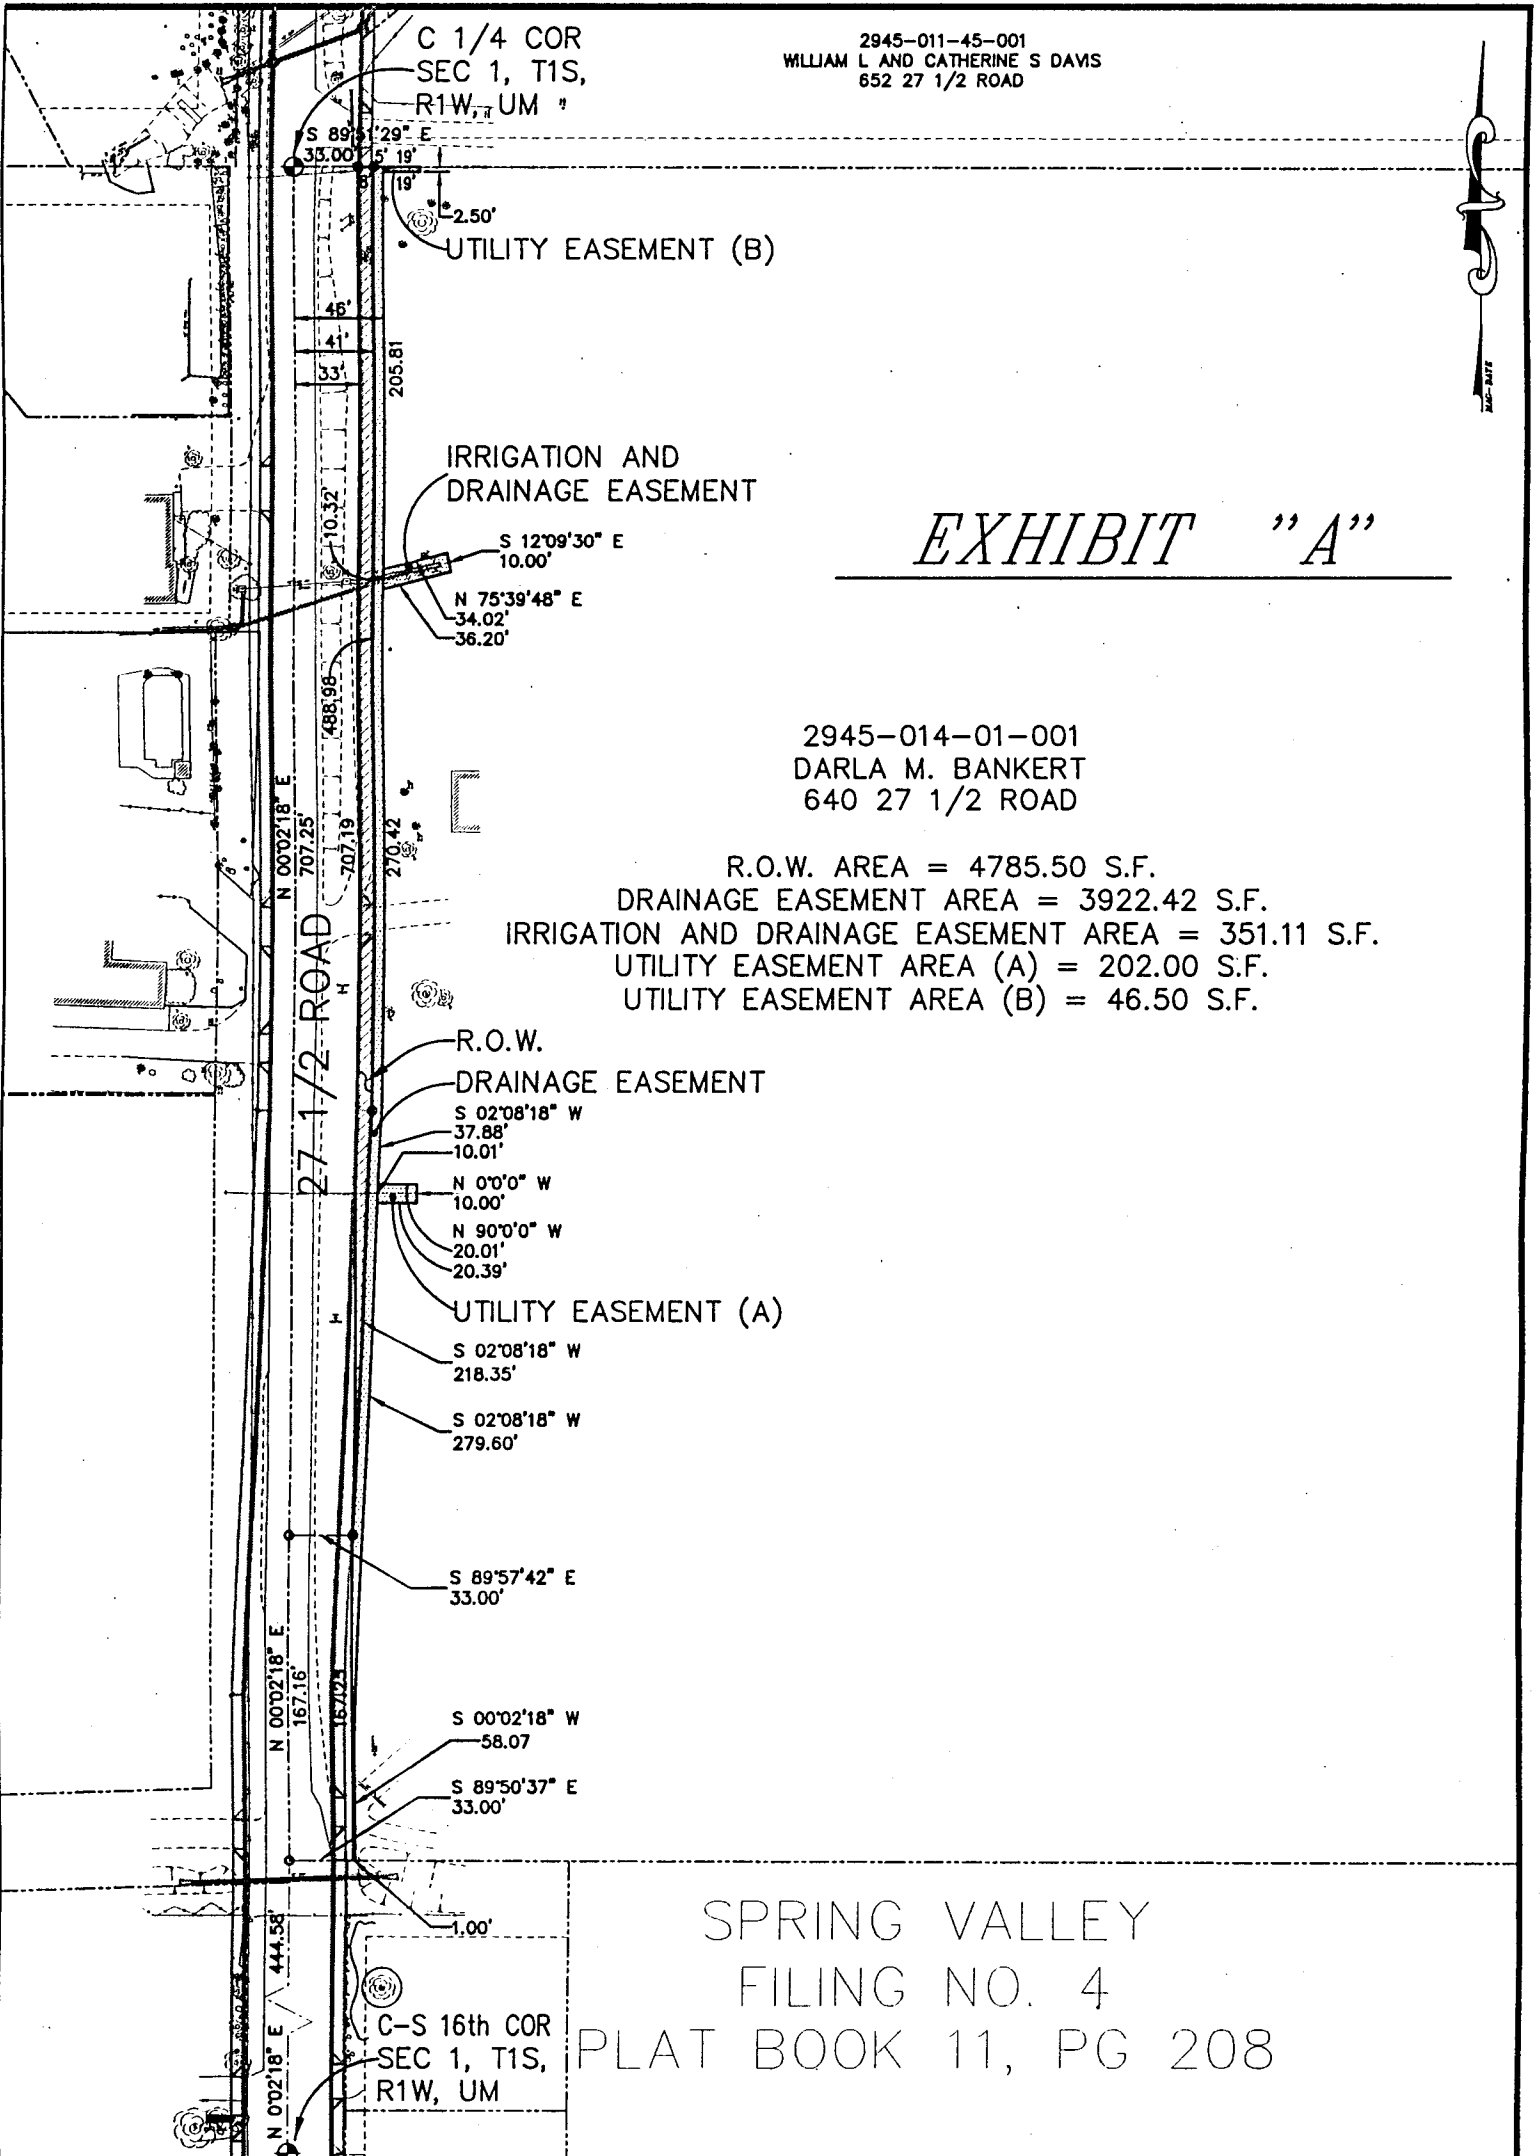 C 1/4 COR
SEC 1, T1S,
R1W, UM
2945-011-45-001
WILLIAM L AND CATHERINE S DAVIS
652 27 1/2 ROAD
S 89°51'29" E
33.00'
5' 19'
8'
19'
2.50'
UTILITY EASEMENT (B)
46'
41'
33'
205.81
IRRIGATION AND
DRAINAGE EASEMENT
10.32'
S 12°09'30" E
10.00'
N 75°39'48" E
34.02'
36.20'
EXHIBIT "A"
488.98
2945-014-01-001
DARLA M. BANKERT
640 27 1/2 ROAD
N 00°02'18" E
707.25'
707.19
270.42
R.O.W. AREA = 4785.50 S.F.
DRAINAGE EASEMENT AREA = 3922.42 S.F.
IRRIGATION AND DRAINAGE EASEMENT AREA = 351.11 S.F.
UTILITY EASEMENT AREA (A) = 202.00 S.F.
UTILITY EASEMENT AREA (B) = 46.50 S.F.
27 1/2 ROAD
R.O.W.
DRAINAGE EASEMENT
S 02°08'18" W
37.88'
10.01'
N 0°0'0" W
10.00'
N 90°0'0" W
20.01'
20.39'
UTILITY EASEMENT (A)
S 02°08'18" W
218.35'
S 02°08'18" W
279.60'
S 89°57'42" E
33.00'
N 00°02'18" E
167.16'
167.23
S 00°02'18" W
58.07
S 89°50'37" E
33.00'
1.00'
N 0°02'18" E 444.58'
C-S 16th COR
SEC 1, T1S,
R1W, UM
SPRING VALLEY
FILING NO. 4
PLAT BOOK 11, PG 208